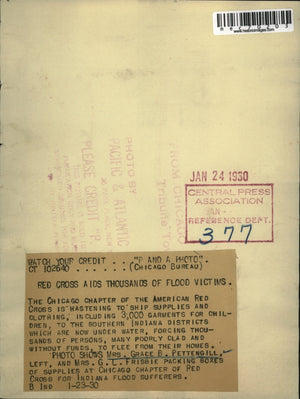 www.historicimages.com
PHOTO BY
PACIFIC & ATLANTIC
PLEASE CREDIT
FROM CHICAGO
Tribune
JAN 24 1930
CENTRAL PRESS
ASSOCIATION
AN-
REFERENCE DEPT.
377
WATCH YOUR CREDIT ..... "P AND A PHOTO".
CT 102640 . . . . . . (CHICAGO BUREAU)
RED CROSS AIDS THOUSANDS OF FLOOD VICTIMS.
THE CHICAGO CHAPTER OF THE AMERICAN RED
CROSS IS HASTENING TO SHIP SUPPLIES AND
CLOTHING, INCLUDING 3,000 GARMENTS FOR CHIL-
DREN, TO THE SOUTHERN INDIANA DISTRICTS
WHICH ARE NOW UNDER WATER, FORCING THOU-
SANDS OF PERSONS, MANY POORLY CLAD AND
WITHOUT FUNDS, TO FLEE FROM THEIR HOMES.
PHOTO SHOWS MRS. GRACE B. PETTENGILL,
LEFT, AND MRS. G. L. FRISBIE PACKING BOXES
OF SUPPLIES AT CHICAGO CHAPTER OF RED
CROSS FOR INDIANA FLOOD SUFFERERS.
B IND 1-23-30